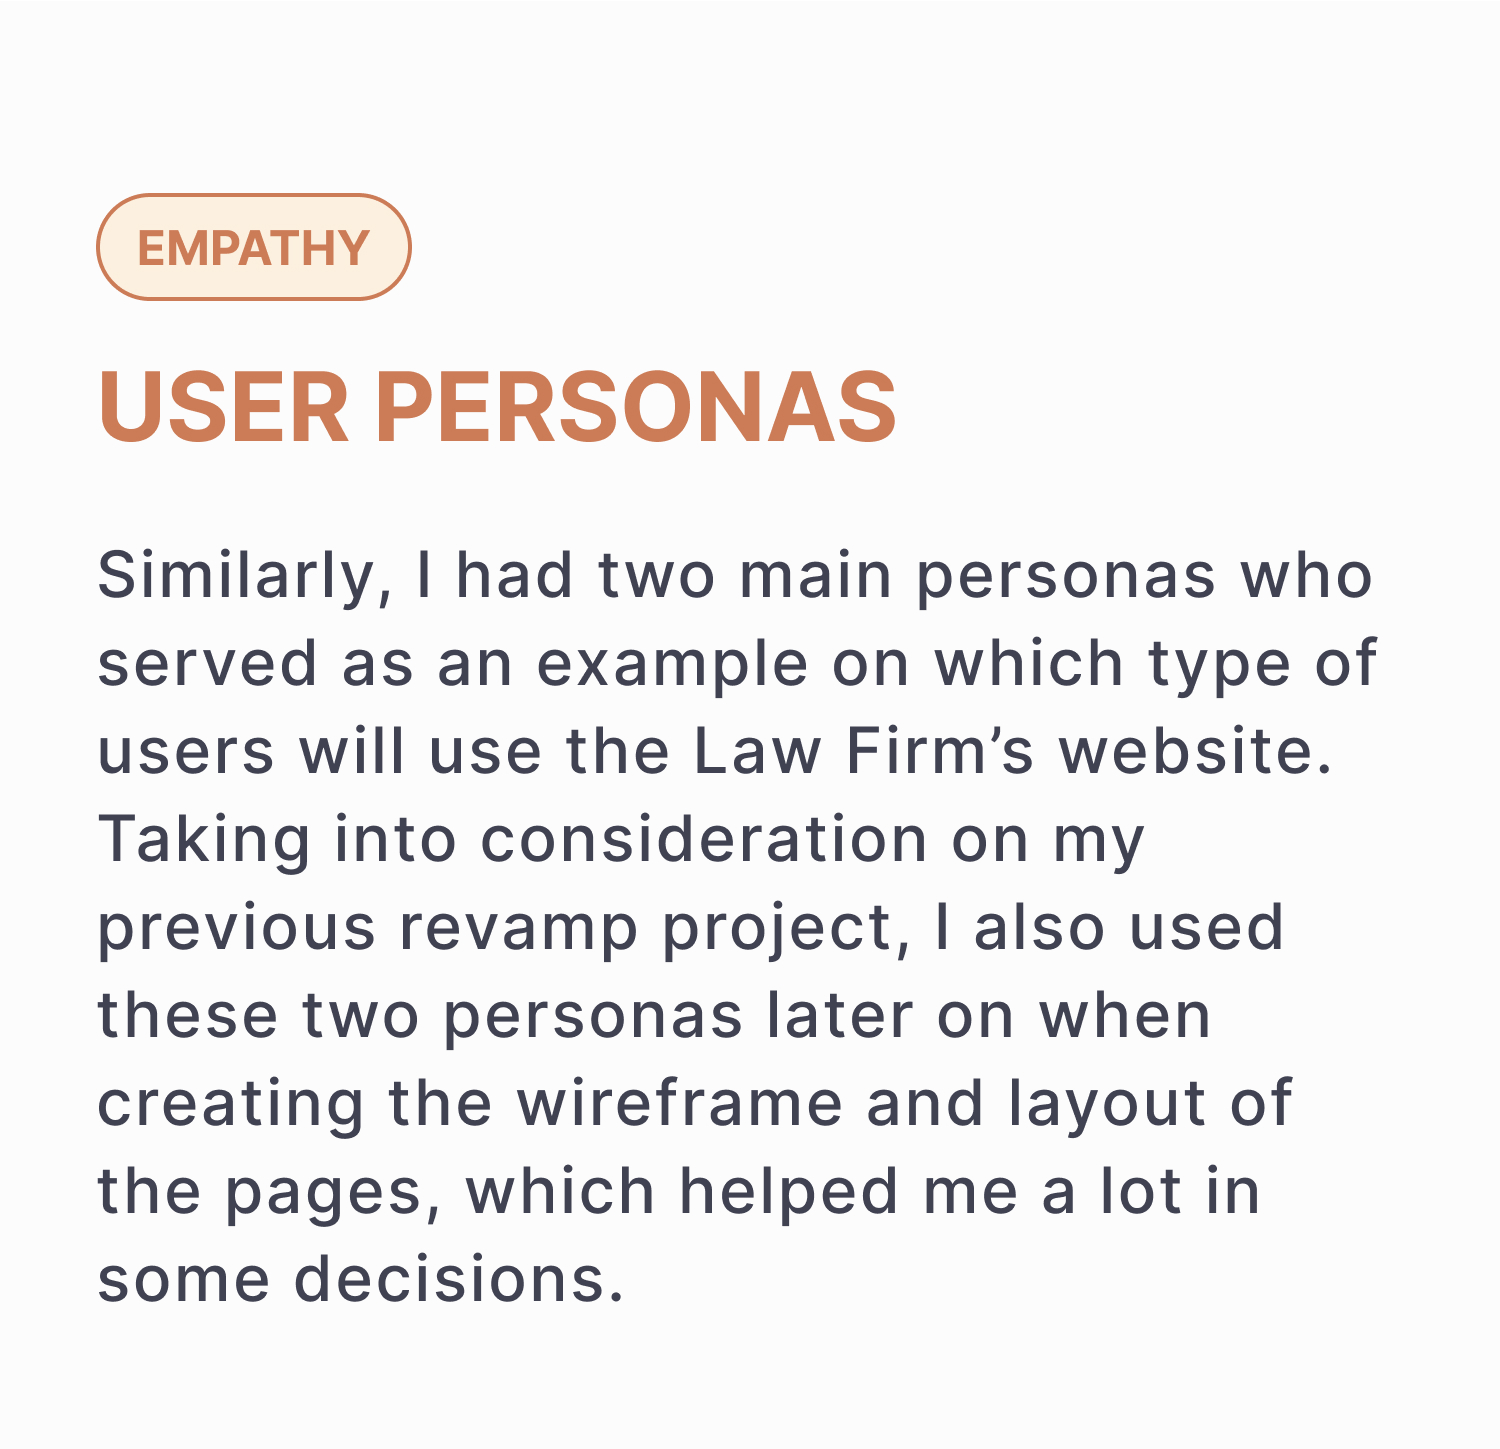 EMPATHY
USER PERSONAS
Similarly, I had two main personas who
served as an example on which type of
users will use the Law Firm’s website.
Taking into consideration on my
previous revamp project, I also used
these two personas later on when
creating the wireframe and layout of
the pages, which helped me a lot in
some decisions.